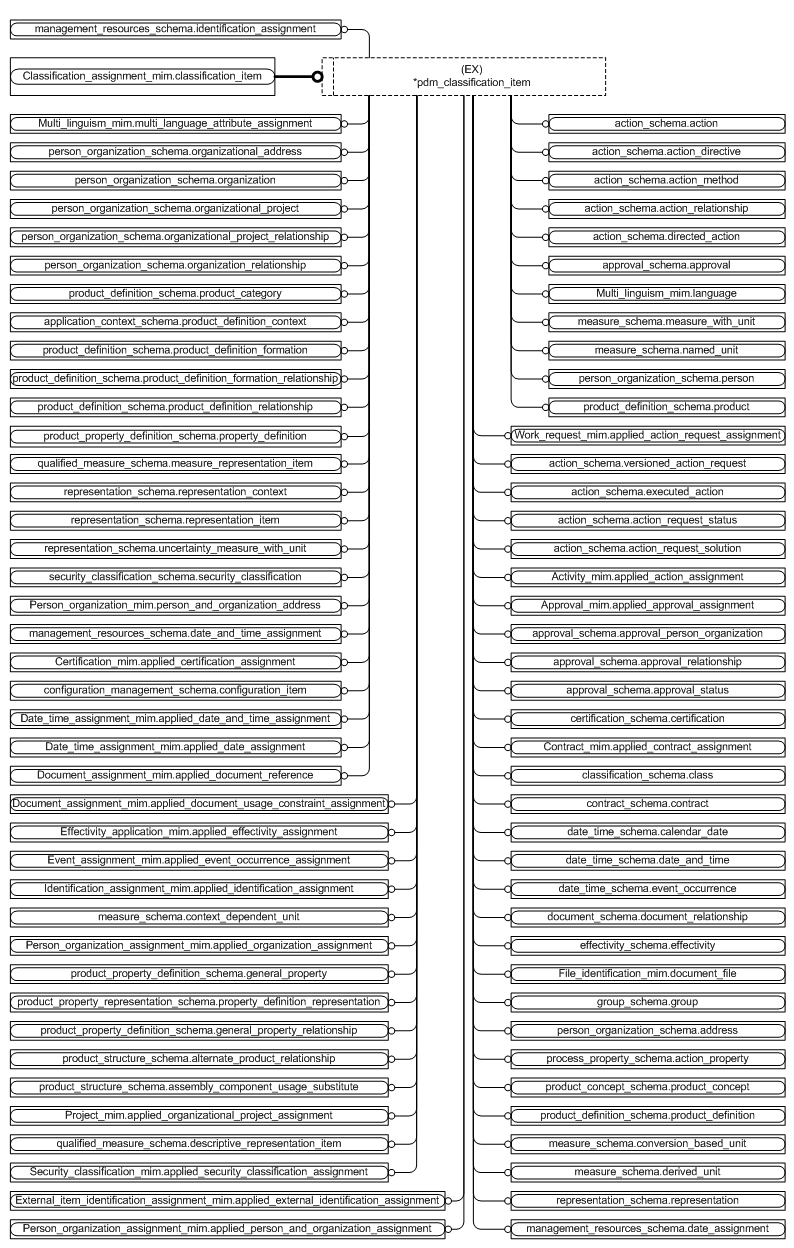 management_resources_schema.identification_assignment
Classification_assignment_mim.classification_item
(EX)
*pdm_classification_item
Multi_linguism_mim.multi_language_attribute_assignment
person_organization_schema.organizational_address
person_organization_schema.organization
person_organization_schema.organizational_project
person_organization_schema.organizational_project_relationship
person_organization_schema.organization_relationship
product_definition_schema.product_category
application_context_schema.product_definition_context
product_definition_schema.product_definition_formation
product_definition_schema.product_definition_formation_relationship
product_definition_schema.product_definition_relationship
product_property_definition_schema.property_definition
qualified_measure_schema.measure_representation_item
representation_schema.representation_context
representation_schema.representation_item
representation_schema.uncertainty_measure_with_unit
security_classification_schema.security_classification
Person_organization_mim.person_and_organization_address
management_resources_schema.date_and_time_assignment
Certification_mim.applied_certification_assignment
configuration_management_schema.configuration_item
Date_time_assignment_mim.applied_date_and_time_assignment
Date_time_assignment_mim.applied_date_assignment
Document_assignment_mim.applied_document_reference
Document_assignment_mim.applied_document_usage_constraint_assignment
Effectivity_application_mim.applied_effectivity_assignment
Event_assignment_mim.applied_event_occurrence_assignment
Identification_assignment_mim.applied_identification_assignment
measure_schema.context_dependent_unit
Person_organization_assignment_mim.applied_organization_assignment
product_property_definition_schema.general_property
product_property_representation_schema.property_definition_representation
product_property_definition_schema.general_property_relationship
product_structure_schema.alternate_product_relationship
product_structure_schema.assembly_component_usage_substitute
Project_mim.applied_organizational_project_assignment
qualified_measure_schema.descriptive_representation_item
Security_classification_mim.applied_security_classification_assignment
External_item_identification_assignment_mim.applied_external_identification_assignment
Person_organization_assignment_mim.applied_person_and_organization_assignment
action_schema.action
action_schema.action_directive
action_schema.action_method
action_schema.action_relationship
action_schema.directed_action
approval_schema.approval
Multi_linguism_mim.language
measure_schema.measure_with_unit
measure_schema.named_unit
person_organization_schema.person
product_definition_schema.product
Work_request_mim.applied_action_request_assignment
action_schema.versioned_action_request
action_schema.executed_action
action_schema.action_request_status
action_schema.action_request_solution
Activity_mim.applied_action_assignment
Approval_mim.applied_approval_assignment
approval_schema.approval_person_organization
approval_schema.approval_relationship
approval_schema.approval_status
certification_schema.certification
Contract_mim.applied_contract_assignment
classification_schema.class
contract_schema.contract
date_time_schema.calendar_date
date_time_schema.date_and_time
date_time_schema.event_occurrence
document_schema.document_relationship
effectivity_schema.effectivity
File_identification_mim.document_file
group_schema.group
person_organization_schema.address
process_property_schema.action_property
product_concept_schema.product_concept
product_definition_schema.product_definition
measure_schema.conversion_based_unit
measure_schema.derived_unit
representation_schema.representation
management_resources_schema.date_assignment